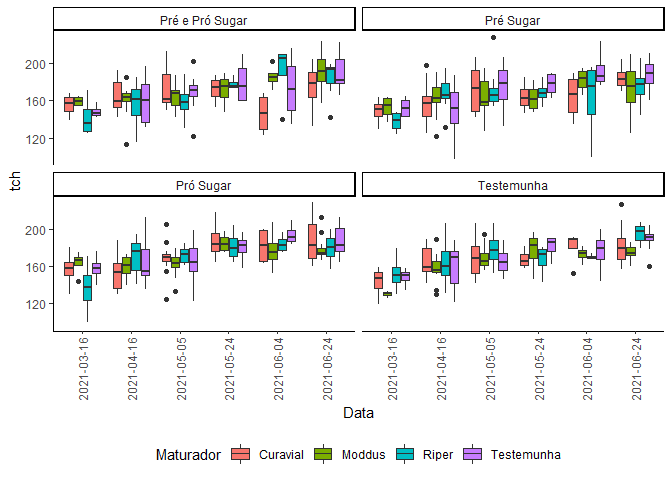 Pré e Pró Sugar
Pré Sugar
200
160
120
Pró Sugar
Testemunha
200
160
120
tch
2021-03-16
2021-04-16
2021-05-05
2021-05-24
2021-06-04
2021-06-24
2021-03-16
2021-04-16
2021-05-05
2021-05-24
2021-06-04
2021-06-24
Data
Maturador Curavial Moddus Riper Testemunha